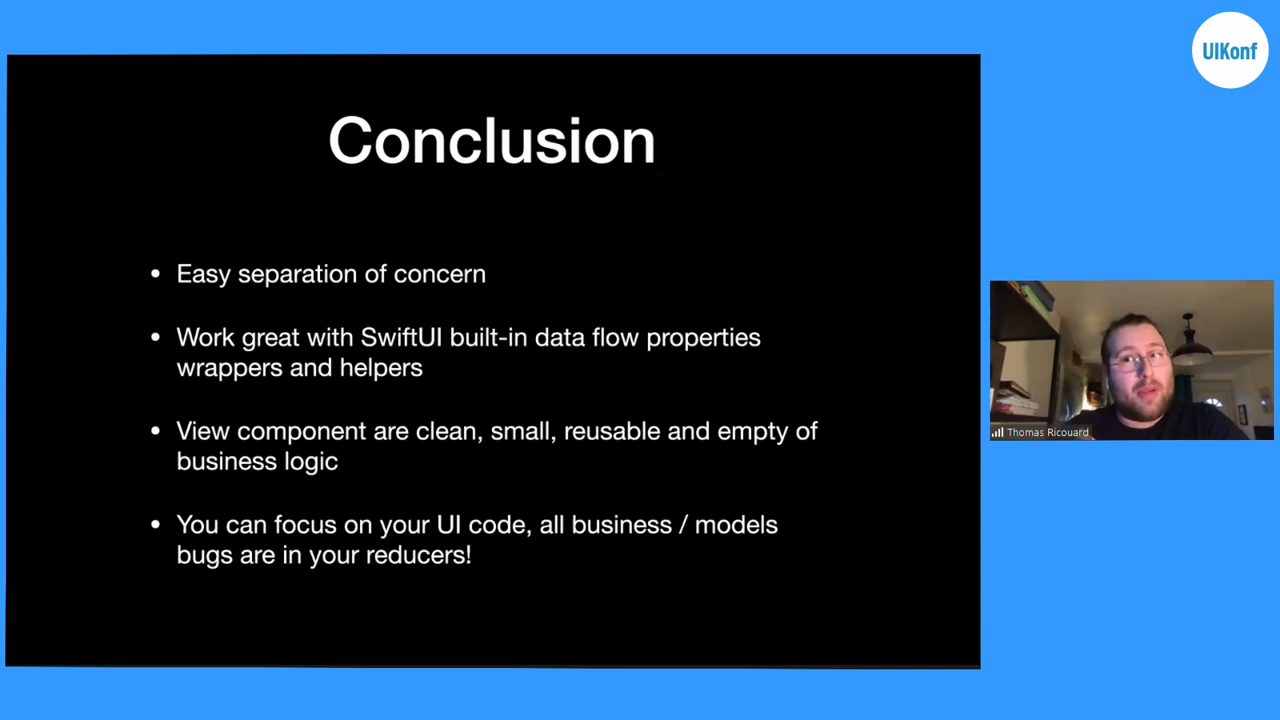 UIKonf
Conclusion
• Easy separation of concern
• Work great with SwiftUI built-in data flow properties
wrappers and helpers
• View component are clean, small, reusable and empty of
business logic
• You can focus on your UI code, all business / models
bugs are in your reducers!
Thomas Ricouard